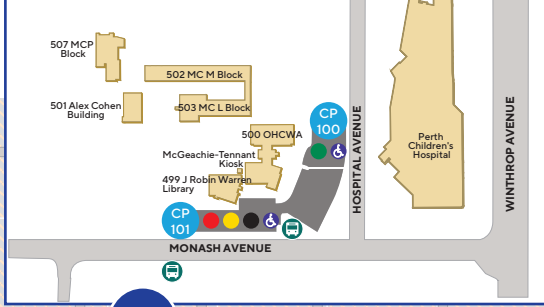 507 MCP
Block
502 MC M Block
501 Alex Cohen
Building
503 MC L Block
CP
100
500 OHCWA
McGeachie-Tennant
Kiosk
499 J Robin Warren
Library
CP
101
MONASH AVENUE
HOSPITAL AVENUE
Perth
Children's
Hospital
WINTHROP AVENUE